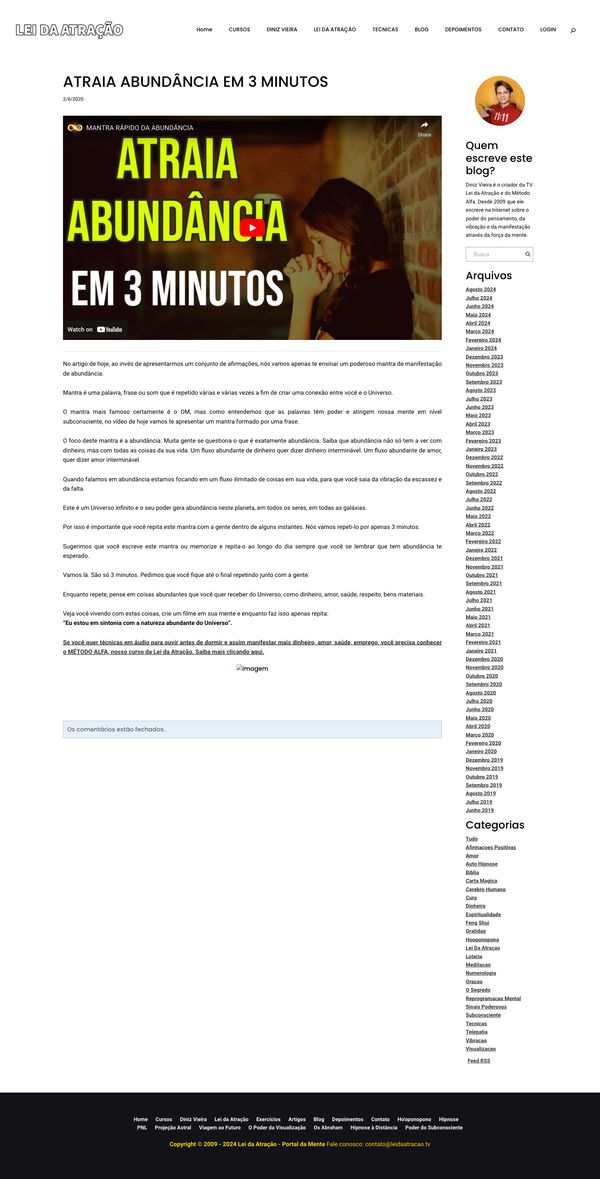 LEI DA ATRAÇÃO
Home CURSOS DINIZ VIEIRA LEI DA ATRAÇÃO TECNICAS BLOG DEPOIMENTOS CONTATO LOGIN
ATRAIA ABUNDÂNCIA EM 3 MINUTOS
2/6/2020
MANTRA RÁPIDO DA ABUNDÂNCIA
Share
ATRAIA
ABUNDÂNCIA
EM 3 MINUTOS
Watch on YouTube
No artigo de hoje, ao invés de apresentarmos um conjunto de afirmações, nós vamos apenas te ensinar um poderoso mantra de manifestação
de abundância.
Mantra é uma palavra, frase ou som que é repetido várias e várias vezes a fim de criar uma conexão entre você e o Universo.
O mantra mais famoso certamente é o OM, mas como entendemos que as palavras têm poder e atingem nossa mente em nível
subconsciente, no vídeo de hoje vamos te apresentar um mantra formado por uma frase.
O foco deste mantra é a abundância. Muita gente se questiona o que é exatamente abundância. Saiba que abundância não só tem a ver com
dinheiro, mas com todas as coisas da sua vida. Um fluxo abundante de dinheiro quer dizer dinheiro interminável. Um fluxo abundante de amor,
quer dizer amor interminável.
Quando falamos em abundância estamos focando em um fluxo ilimitado de coisas em sua vida, para que você saia da vibração da escassez e
da falta.
Este é um Universo infinito e o seu poder gera abundância neste planeta, em todos os seres, em todas as galáxias.
Por isso é importante que você repita este mantra com a gente dentro de alguns instantes. Nós vamos repeti-lo por apenas 3 minutos.
Sugerimos que você escreve este mantra ou memorize e repita-o ao longo do dia sempre que você se lembrar que tem abundância te
esperado.
Vamos lá. São só 3 minutos. Pedimos que você fique até o final repetindo junto com a gente.
Enquanto repete, pense em coisas abundantes que você quer receber do Universo, como dinheiro, amor, saúde, respeito, bens materiais.
Veja você vivendo com estas coisas, crie um filme em sua mente e enquanto faz isso apenas repita:
"Eu estou em sintonia com a natureza abundante do Universo".
Se você quer técnicas em áudio para ouvir antes de dormir e assim manifestar mais dinheiro, amor, saúde, emprego, você precisa conhecer
o MÉTODO ALFA, nosso curso da Lei da Atração. Saiba mais clicando aqui.
Imagem
Os comentários estão fechados.
11:11
Quem
escreve este
blog?
Diniz Vieira é o criador da TV
Lei da Atração e do Método
Alfa. Desde 2009 que ele
escreve na Internet sobre o
poder do pensamento, da
vibração e da manifestação
através da força da mente.
Busca
Arquivos
Agosto 2024
Julho 2024
Junho 2024
Maio 2024
Abril 2024
Março 2024
Fevereiro 2024
Janeiro 2024
Dezembro 2023
Novembro 2023
Outubro 2023
Setembro 2023
Agosto 2023
Julho 2023
Junho 2023
Maio 2023
Abril 2023
Março 2023
Fevereiro 2023
Janeiro 2023
Dezembro 2022
Novembro 2022
Outubro 2022
Setembro 2022
Agosto 2022
Julho 2022
Junho 2022
Maio 2022
Abril 2022
Março 2022
Fevereiro 2022
Janeiro 2022
Dezembro 2021
Novembro 2021
Outubro 2021
Setembro 2021
Agosto 2021
Julho 2021
Junho 2021
Maio 2021
Abril 2021
Março 2021
Fevereiro 2021
Janeiro 2021
Dezembro 2020
Novembro 2020
Outubro 2020
Setembro 2020
Agosto 2020
Julho 2020
Junho 2020
Maio 2020
Abril 2020
Março 2020
Fevereiro 2020
Janeiro 2020
Dezembro 2019
Novembro 2019
Outubro 2019
Setembro 2019
Agosto 2019
Julho 2019
Junho 2019
Categorias
Tudo
Afirmacoes Positivas
Amor
Auto Hipnose
Bíblia
Carta Magica
Cerebro Humano
Cura
Dinheiro
Espiritualidade
Feng Shui
Gratidao
Hooponopono
Lei Da Atracao
Loteria
Meditacao
Numerologia
Oracao
O Segredo
Reprogramacao Mental
Sinais Poderosos
Subconsciente
Tecnicas
Telepatia
Vibracao
Visualizacao
Feed RSS
Home Cursos Diniz Vieira Lei da Atração Exercícios Artigos Blog Depoimentos Contato Ho'oponopono Hipnose
PNL Projeção Astral Viagem ao Futuro O Poder da Visualização Os Abraham Hipnose à Distância Poder do Subconsciente
Copyright © 2009 - 2024 Lei da Atração - Portal da Mente Fale conosco: contato@leidaatracao.tv